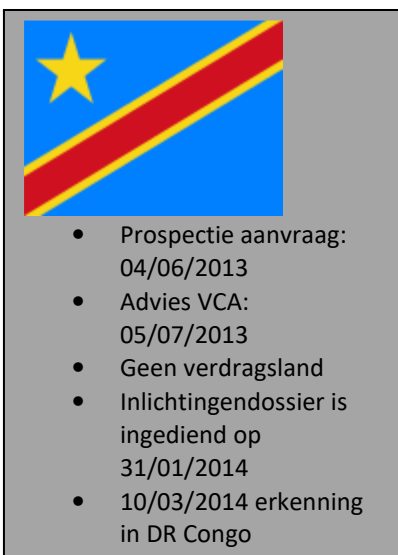 • Prospectie aanvraag:
04/06/2013
• Advies VCA:
05/07/2013
• Geen verdragsland
• Inlichtingendossier is
ingediend op
31/01/2014
• 10/03/2014 erkenning
in DR Congo